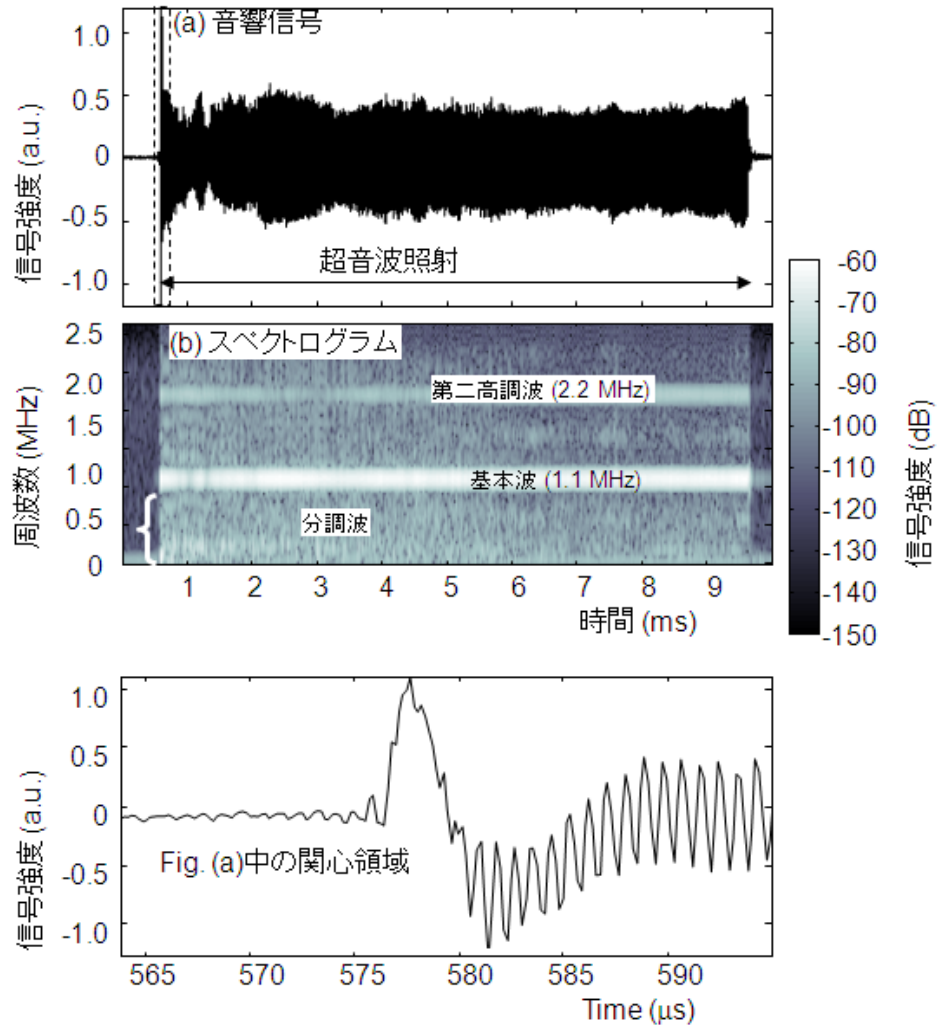 (a) 音響信号
1.0
0.5
0
-0.5
-1.0
信号強度 (a.u.)
超音波照射
(b) スペクトログラム
2.5
2.0
1.5
1.0
0.5
0
周波数 (MHz)
第二高調波 (2.2 MHz)
基本波 (1.1 MHz)
分調波
1 2 3 4 5 6 7 8 9
時間 (ms)
-60
-70
-80
-90
-100
-110
-120
-130
-140
-150
信号強度 (dB)
1.0
0.5
0
-0.5
-1.0
信号強度 (a.u.)
Fig. (a)中の関心領域
565 570 575 580 585 590
Time (μs)